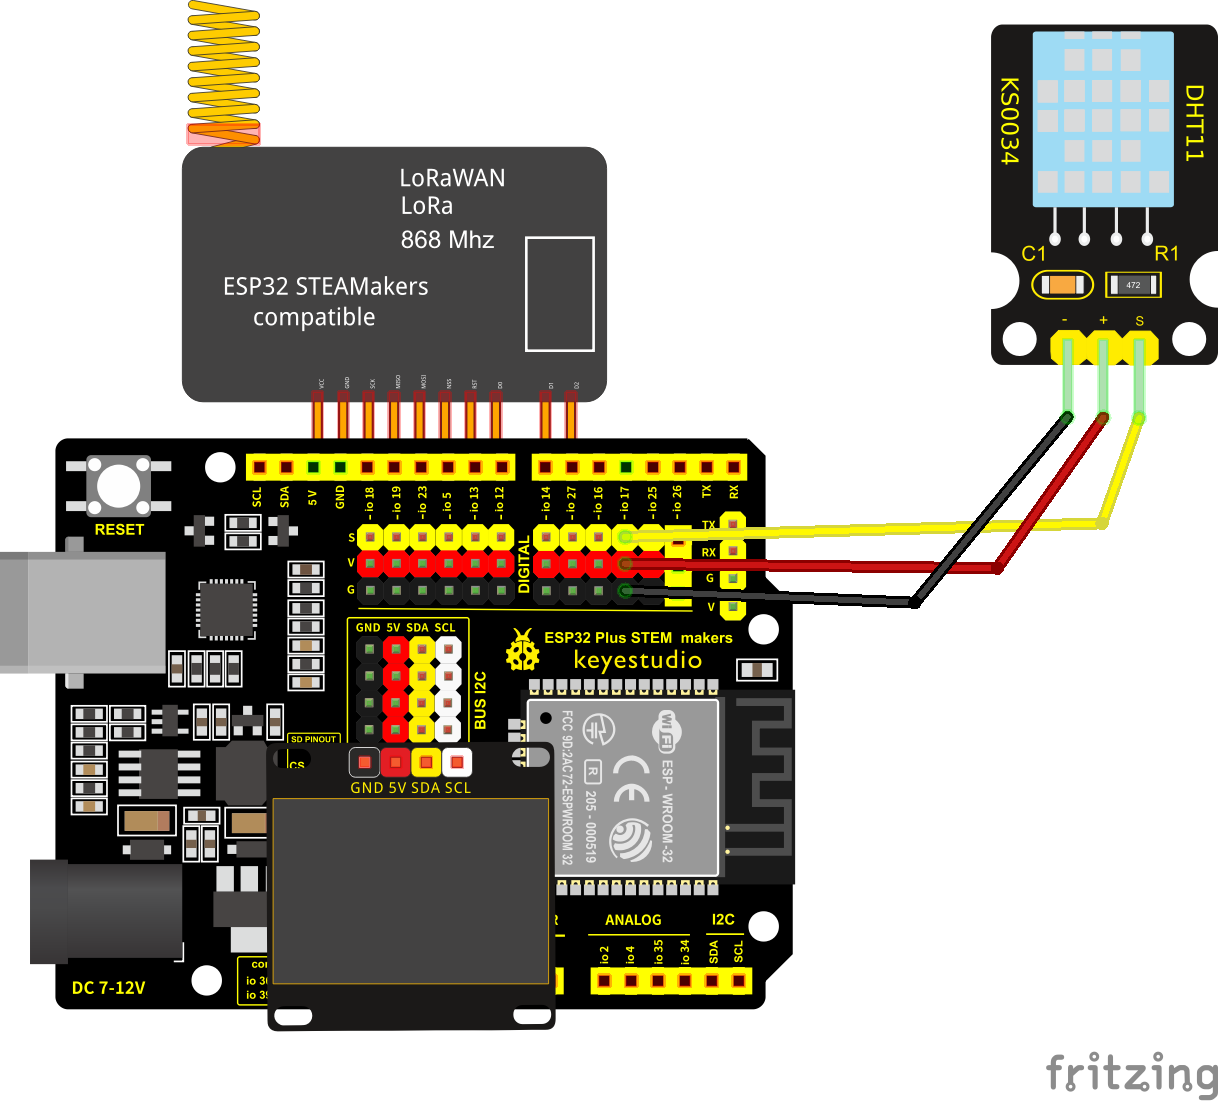 LoRaWAN
LoRa
868 Mhz
ESP32 STEAMakers
compatible
VCC GND SCK MISO MOSI NSS RST D0 D1 D2
KS0034
DHT11
C1 R1
472
- + S
RESET
SCL SDA 5V GND io 18 io 19 io 23 io 5 io 13 io 12
io 14 io 27 io 16 io 17 io 25 io 26 TX RX
S
V
G
DIGITAL
TX
RX
G
V
GND 5V SDA SCL
BUS I2C
ESP32 Plus STEM makers
keyestudio
SD PINOUT
CS
GND 5V SDA SCL
FCC 9D:2AC72-ESPWROOM 32
R
205 - 000519
CE
WiFi
ESP - WROOM -32
R
ANALOG
I2C
io 2 io 4 io 35 io 34 SDA SCL
DC 7-12V
io 3
io 3
fritzing